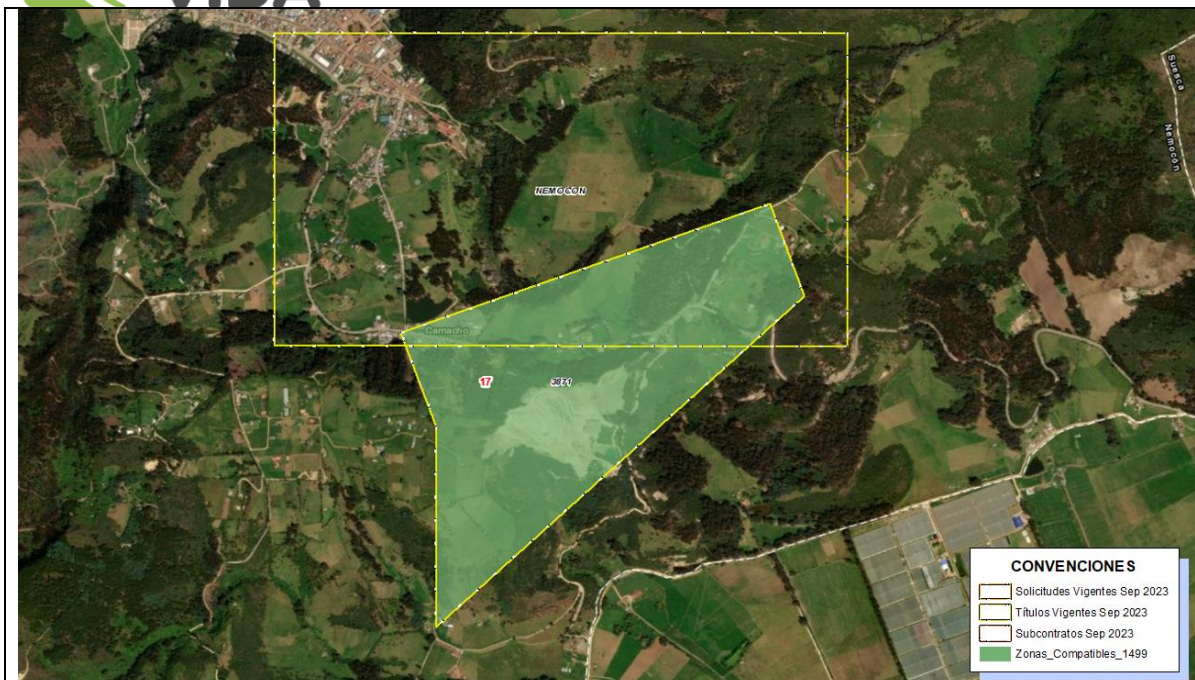 VIDA
Suesca
Nemocón
NEMOCON
Camacho
17
3871
CONVENCIONES
Solicitudes Vigentes Sep 2023
Títulos Vigentes Sep 2023
Subcontratos Sep 2023
Zonas_Compatibles_1499